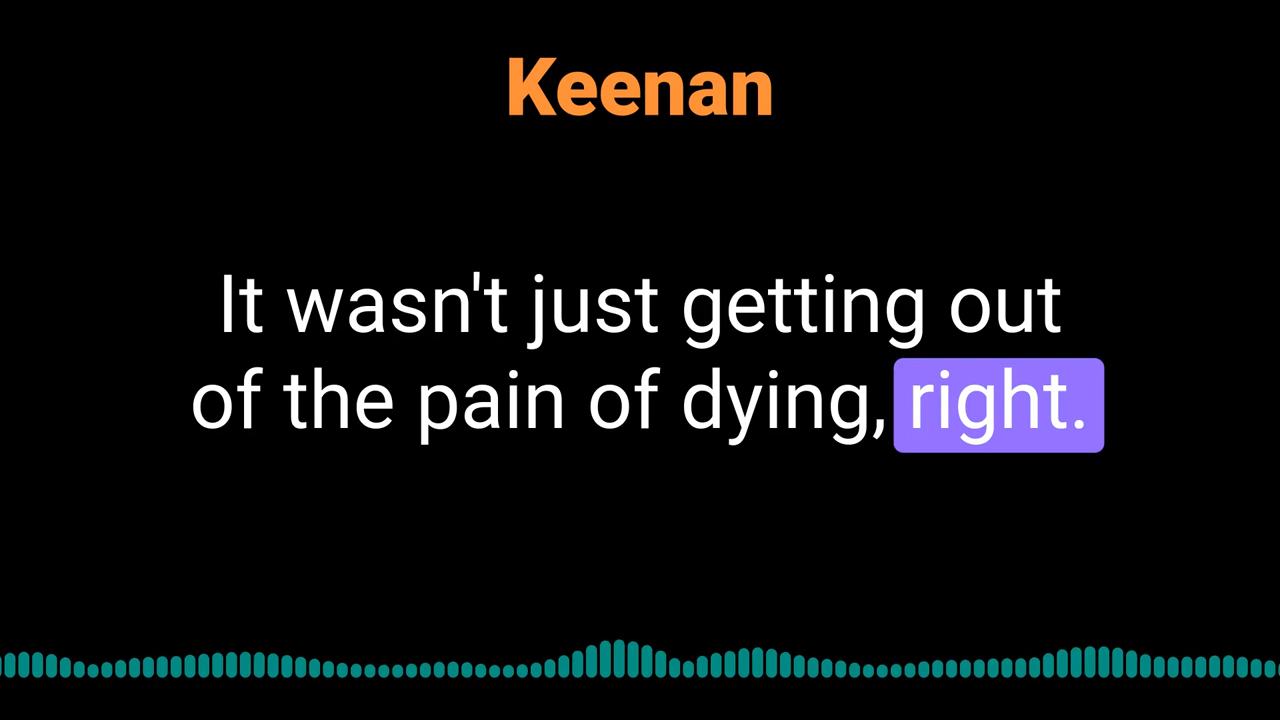 Keenan
It wasn't just getting out
of the pain of dying, right.